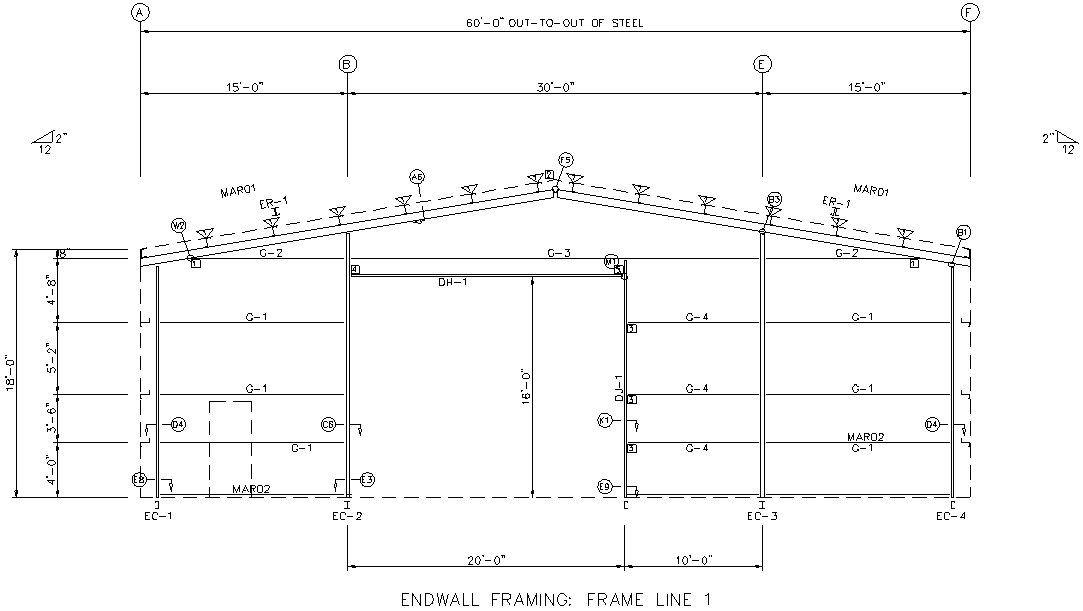 A F
60'-0" OUT-TO-OUT OF STEEL
B E
15'-0" 30'-0" 15'-0"
2" 2"
12 12
F5
2
MAR01 A6 MAR01
ER-1 B3 ER-1
W2 B1
8" G-2 G-3 G-2
1 4 M1 5 1
DH-1
4'-8"
G-1 G-4 G-1
3
18'-0" 5'-2"
G-1 16'-0" DJ-1 G-4 G-1
3
3'-6"
D4 C6 K1 D4
MAR02
G-1 3 G-4 G-1
4'-0"
E8 E3 E9
MAR02
EC-1 EC-2 EC-3 EC-4
20'-0" 10'-0"
ENDWALL FRAMING: FRAME LINE 1